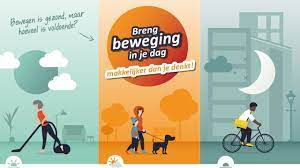 Bewegen is gezond, maar
hoeveel is voldoende?
Breng
beweging
in je dag
makkelijker dan je denkt!